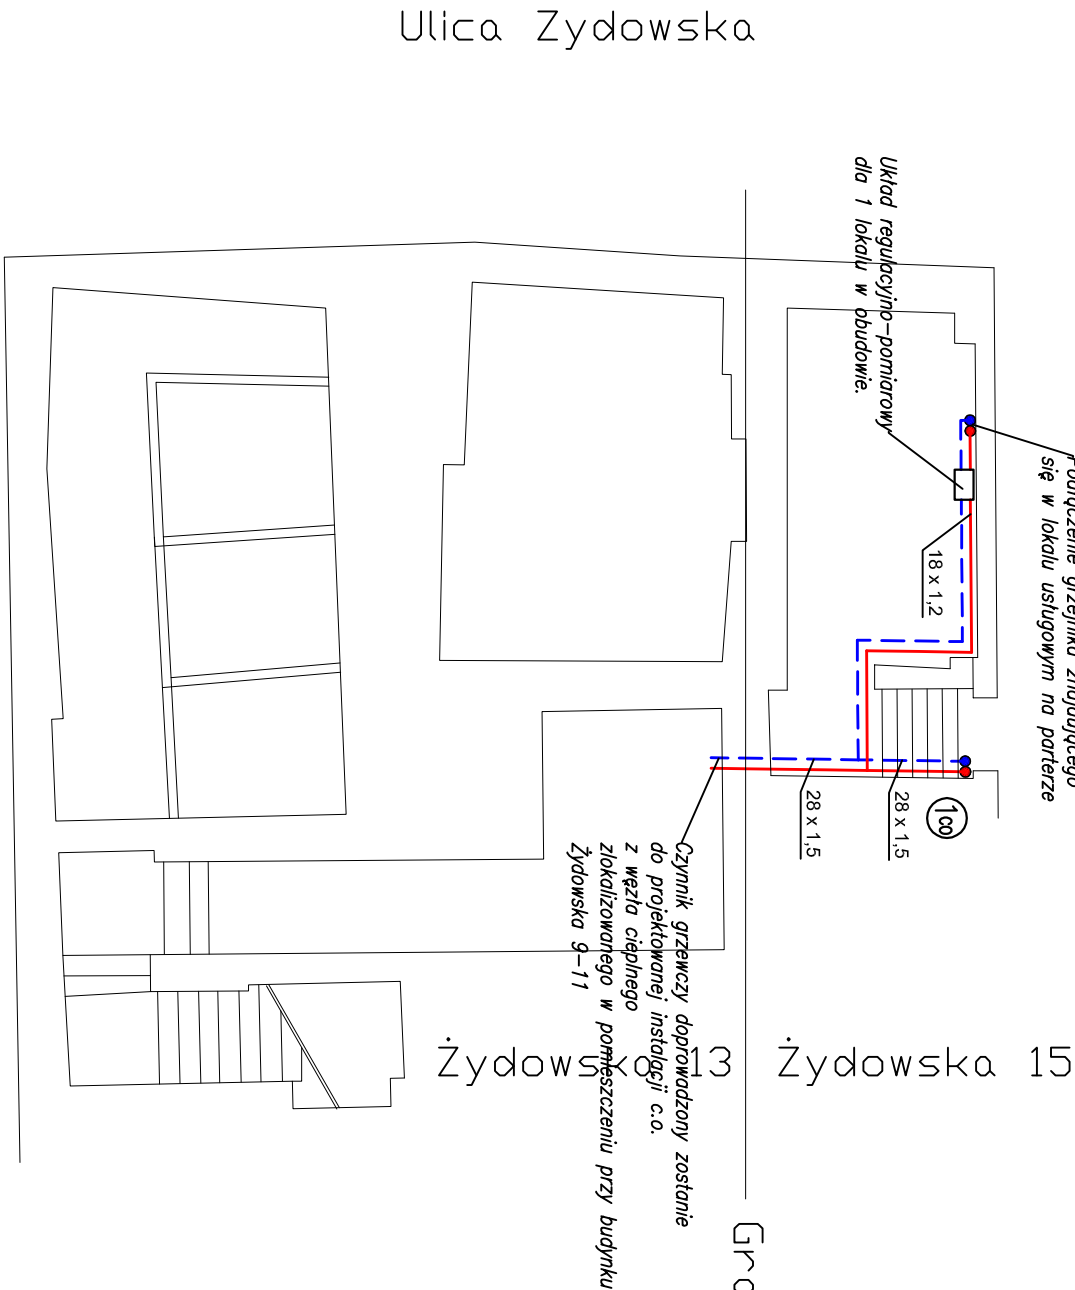 Ulica Zydowska
Układ regulacyjno-pomiarowy
dla 1 lokalu w obudowie.
grzejnika znajdującego
się w lokalu usługowym na parterze
18 x 1,2
28 x 1,5
28 x 1,5
1co
Czynnik grzewczy doprowadzony zostanie
do projektowanej instalacji c.o.
z węzła cieplnego
zlokalizowanego w pomieszczeniu przy budynku
Żydowska 9-11
Żydowska 13
Żydowska 15